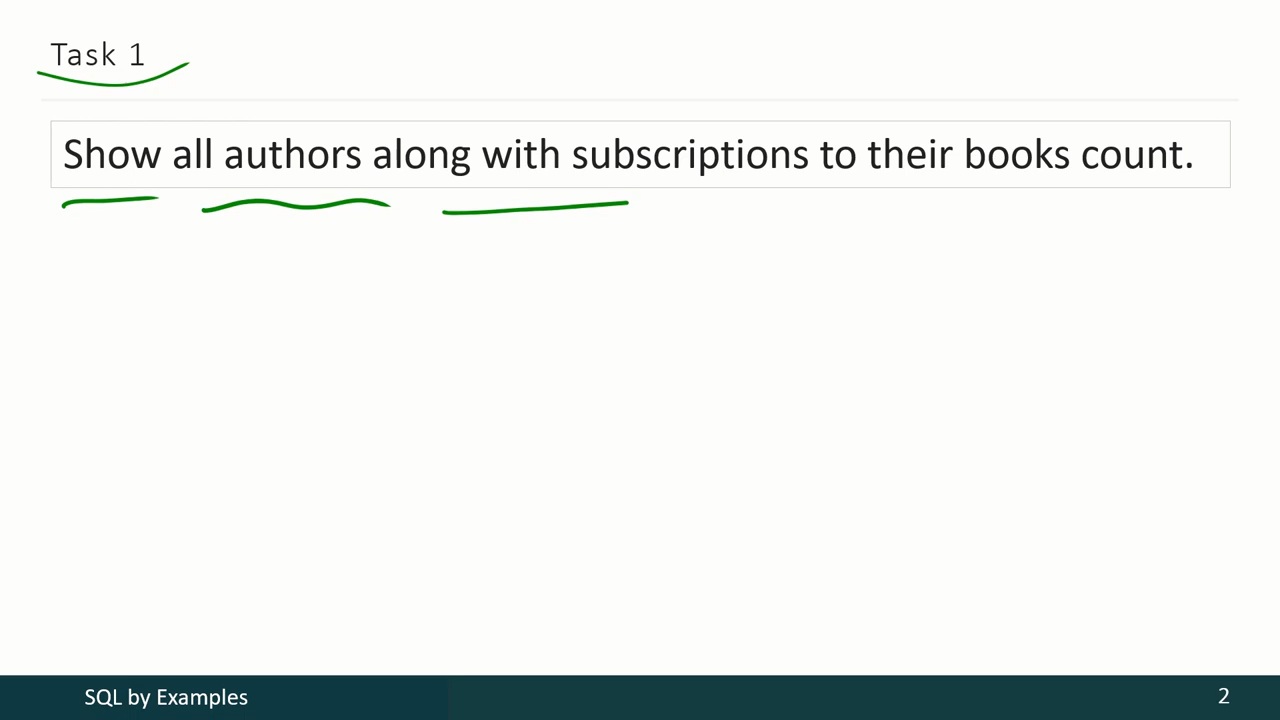 Task 1
Show all authors along with subscriptions to their books count.
SQL by Examples
2